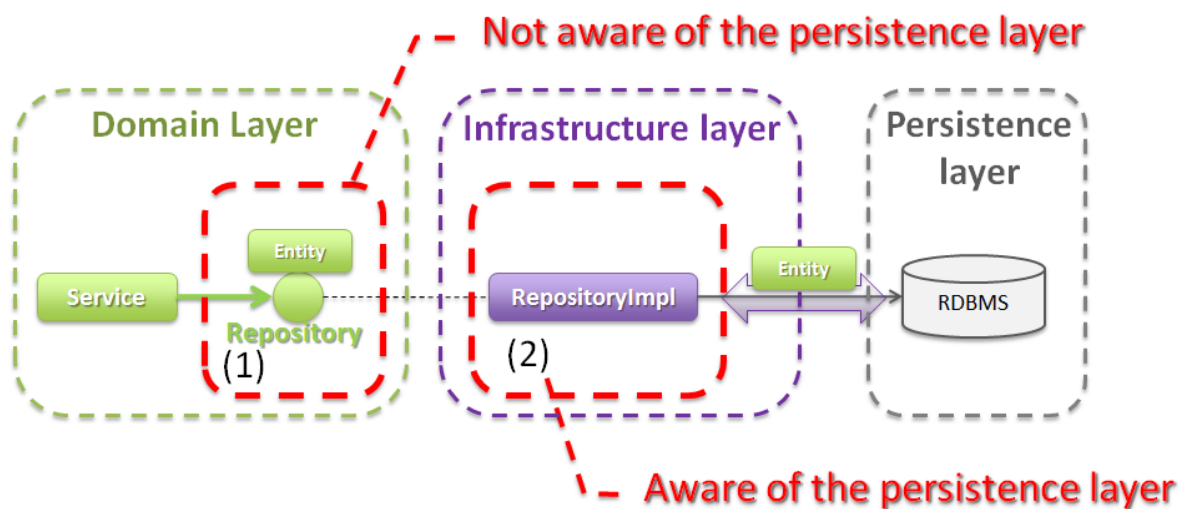 Not aware of the persistence layer
Domain Layer
Infrastructure layer
Persistence
layer
Entity
Entity
Service
RepositoryImpl
RDBMS
Repository
(1)
(2)
Aware of the persistence layer